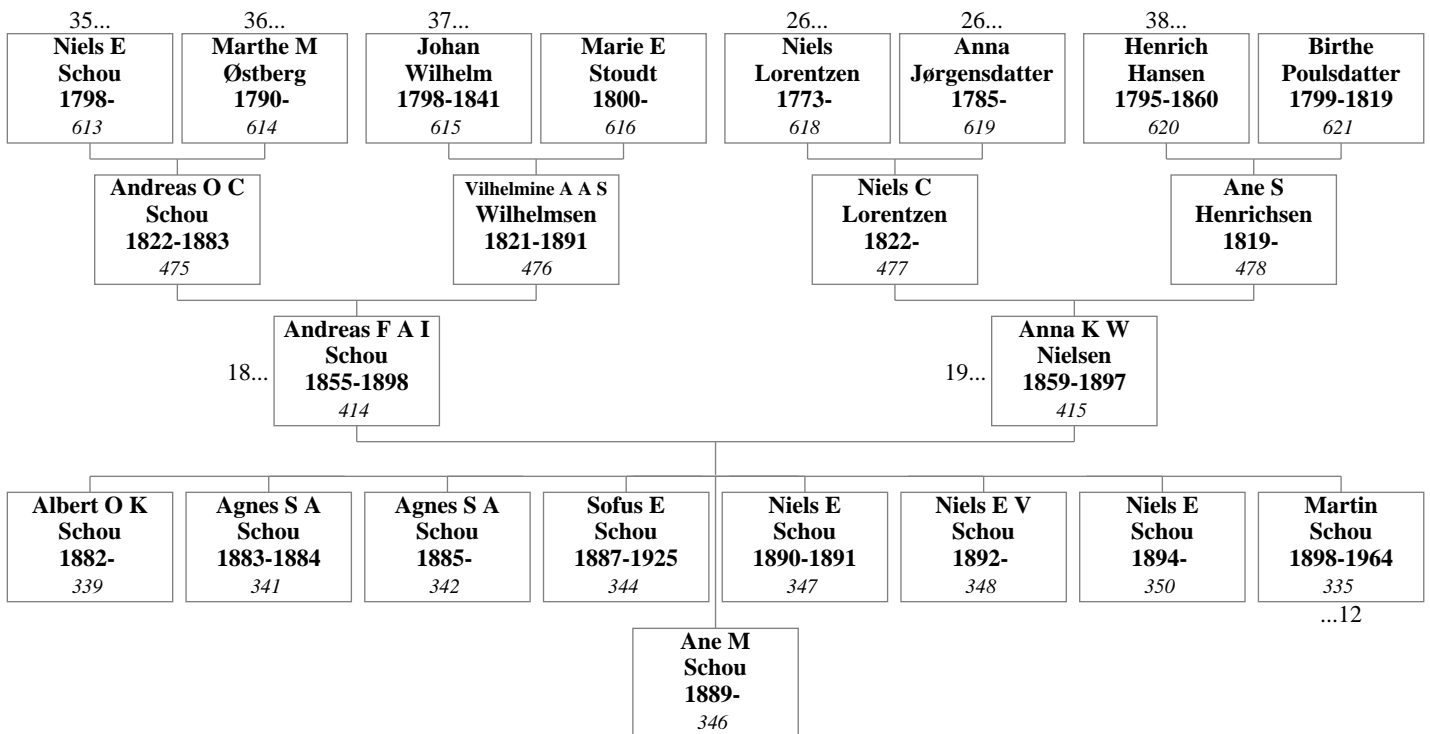 35...
36...
37...
26...
26...
38...
Niels E
Schou
1798-
613
Marthe M
Østberg
1790-
614
Johan
Wilhelm
1798-1841
615
Marie E
Stoudt
1800-
616
Niels
Lorentzen
1773-
618
Anna
Jørgensdatter
1785-
619
Henrich
Hansen
1795-1860
620
Birthe
Poulsdatter
1799-1819
621
Andreas O C
Schou
1822-1883
475
Vilhelmine A A S
Wilhelmsen
1821-1891
476
Niels C
Lorentzen
1822-
477
Ane S
Henrichsen
1819-
478
18...
Andreas F A I
Schou
1855-1898
414
19...
Anna K W
Nielsen
1859-1897
415
Albert O K
Schou
1882-
339
Agnes S A
Schou
1883-1884
341
Agnes S A
Schou
1885-
342
Sofus E
Schou
1887-1925
344
Niels E
Schou
1890-1891
347
Niels E V
Schou
1892-
348
Niels E
Schou
1894-
350
Martin
Schou
1898-1964
335
...12
Ane M
Schou
1889-
346